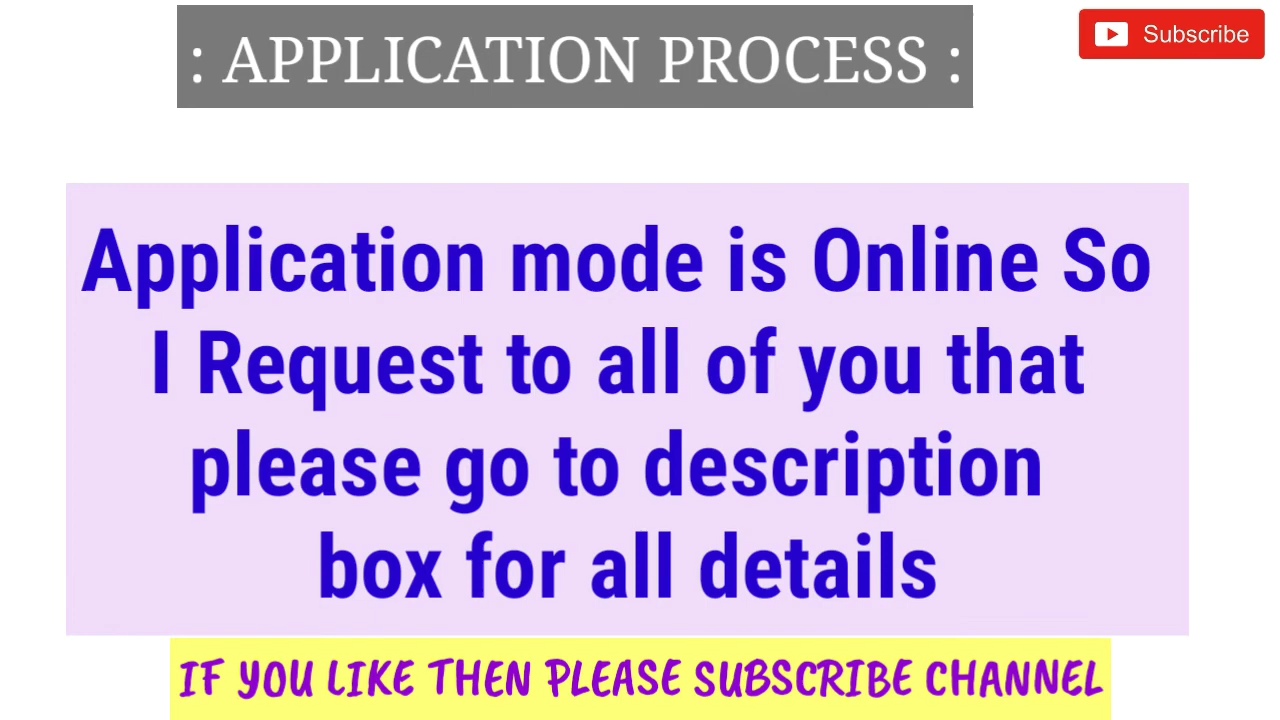 : APPLICATION PROCESS :
Subscribe
Application mode is Online So
I Request to all of you that
please go to description
box for all details
IF YOU LIKE THEN PLEASE SUBSCRIBE CHANNEL